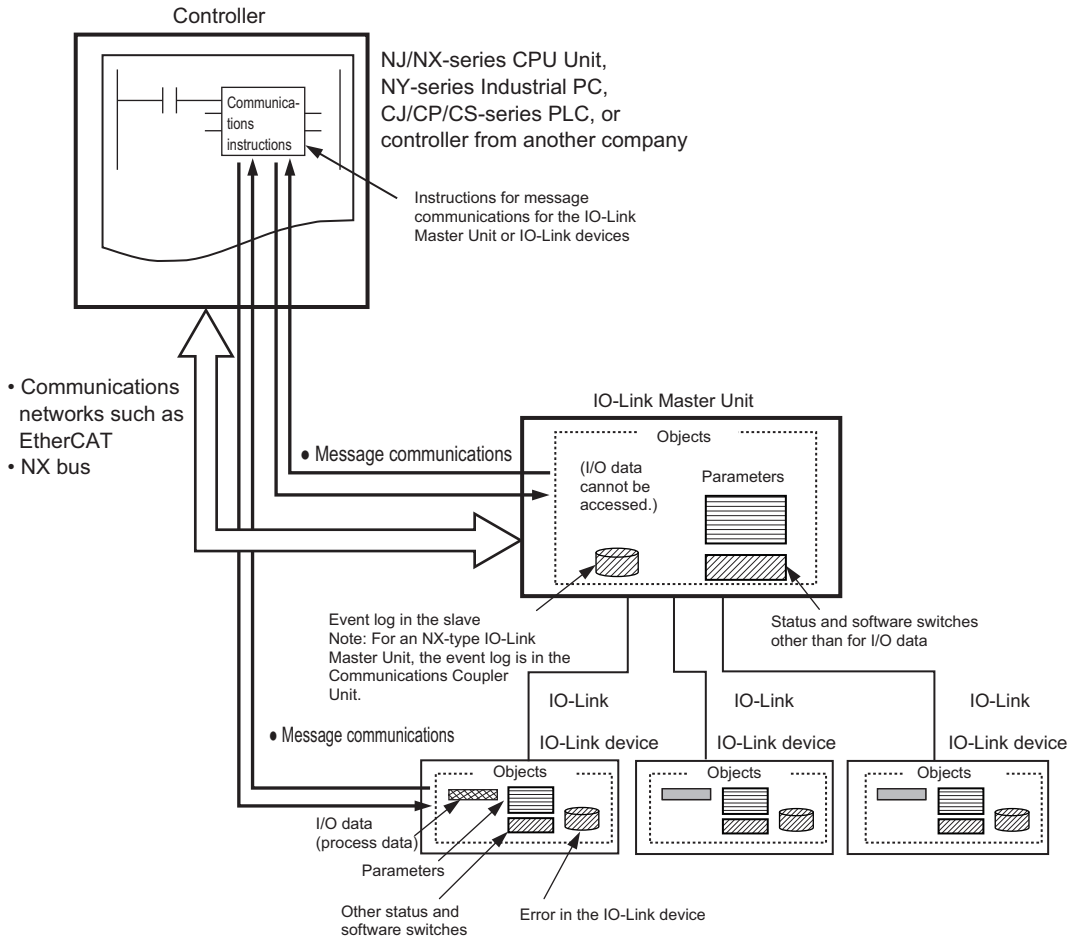 Controller
NJ/NX-series CPU Unit,
NY-series Industrial PC,
CJ/CP/CS-series PLC, or
controller from another company
Communica-
tions
instructions
Instructions for message
communications for the IO-Link
Master Unit or IO-Link devices
• Communications
networks such as
EtherCAT
• NX bus
IO-Link Master Unit
Objects
● Message communications
(I/O data
cannot be
accessed.)
Parameters
Event log in the slave
Note: For an NX-type IO-Link
Master Unit, the event log is in the
Communications Coupler
Unit.
Status and software switches
other than for I/O data
IO-Link
IO-Link
IO-Link
● Message communications
IO-Link device
IO-Link device
IO-Link device
Objects
Objects
Objects
I/O data
(process data)
Parameters
Other status and
software switches
Error in the IO-Link device